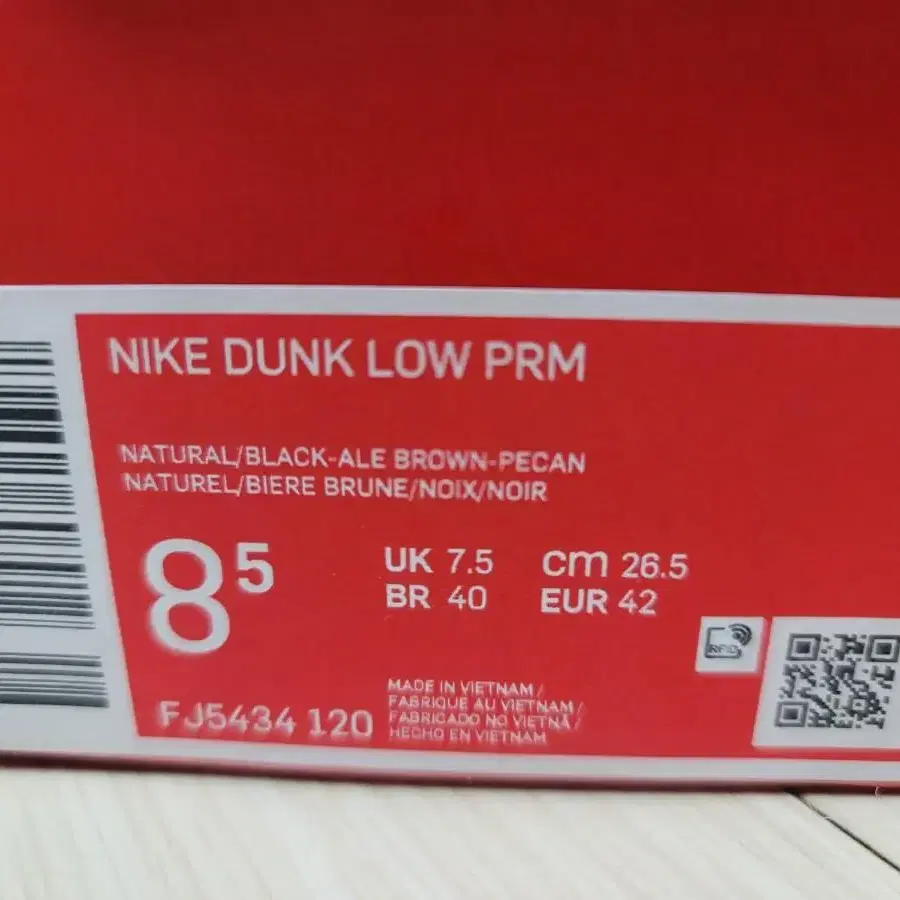 NIKE DUNK LOW PRM
NATURAL/BLACK-ALE BROWN-PECAN
NATUREL/BIERE BRUNE/NOIX/NOIR
8 5
UK 7.5 cm 26.5
BR 40 EUR 42
RFID
FJ5434 120
MADE IN VIETNAM /
FABRIQUE AU VIETNAM /
FABRICADO NO VIETNÃ /
HECHO EN VIETNAM